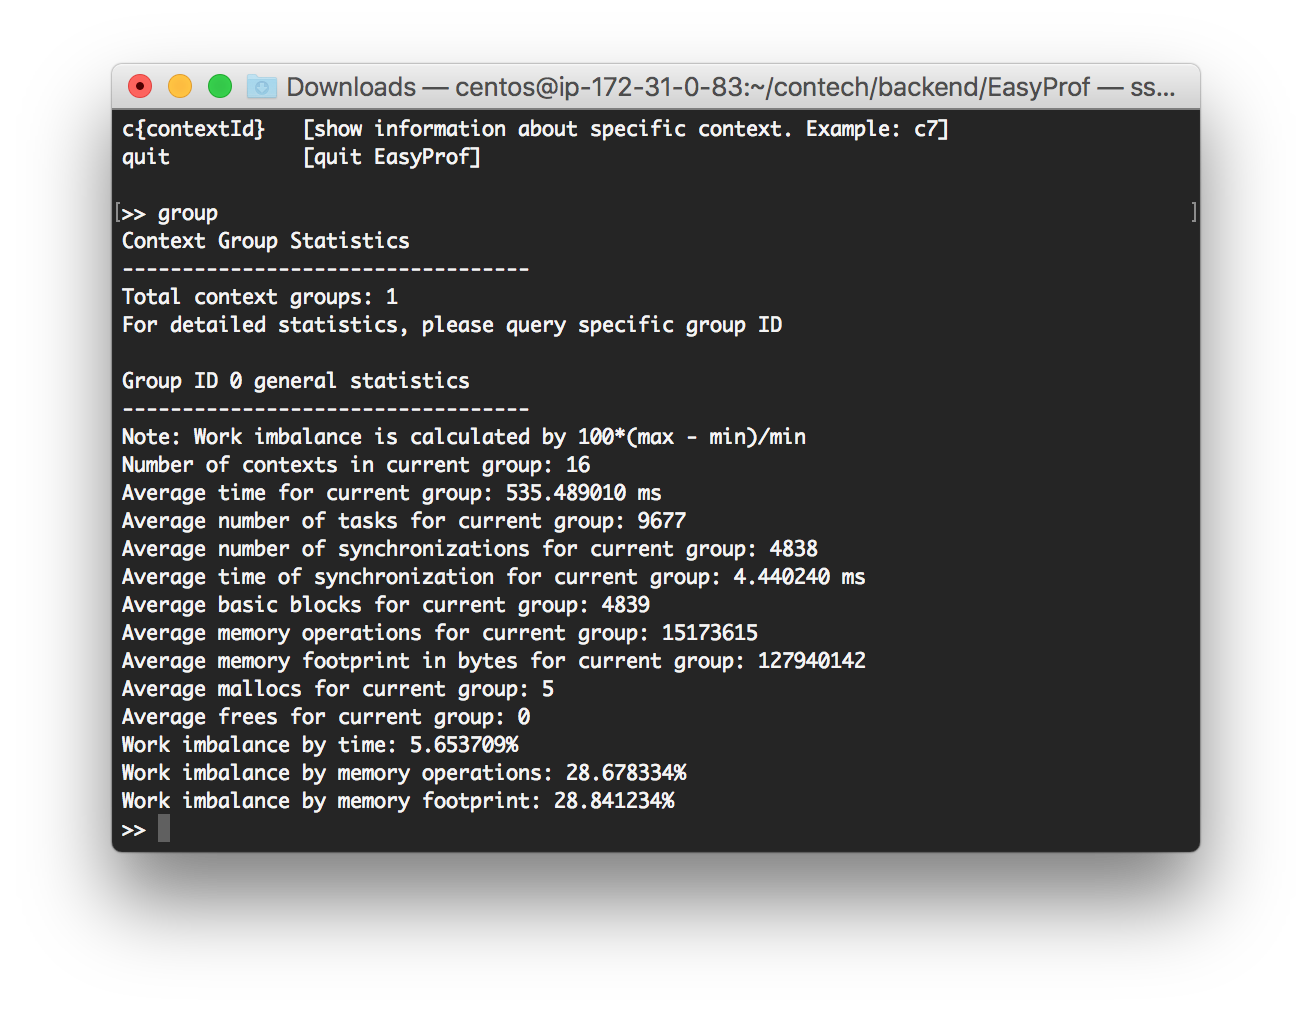 Downloads — centos@ip-172-31-0-83:~/contech/backend/EasyProf — ss...
c{contextId}   [show information about specific context. Example: c7]
quit           [quit EasyProf]
[>> group ]
Context Group Statistics
----------------------------------
Total context groups: 1
For detailed statistics, please query specific group ID
Group ID 0 general statistics
----------------------------------
Note: Work imbalance is calculated by 100*(max - min)/min
Number of contexts in current group: 16
Average time for current group: 535.489010 ms
Average number of tasks for current group: 9677
Average number of synchronizations for current group: 4838
Average time of synchronization for current group: 4.440240 ms
Average basic blocks for current group: 4839
Average memory operations for current group: 15173615
Average memory footprint in bytes for current group: 127940142
Average mallocs for current group: 5
Average frees for current group: 0
Work imbalance by time: 5.653709%
Work imbalance by memory operations: 28.678334%
Work imbalance by memory footprint: 28.841234%
>>